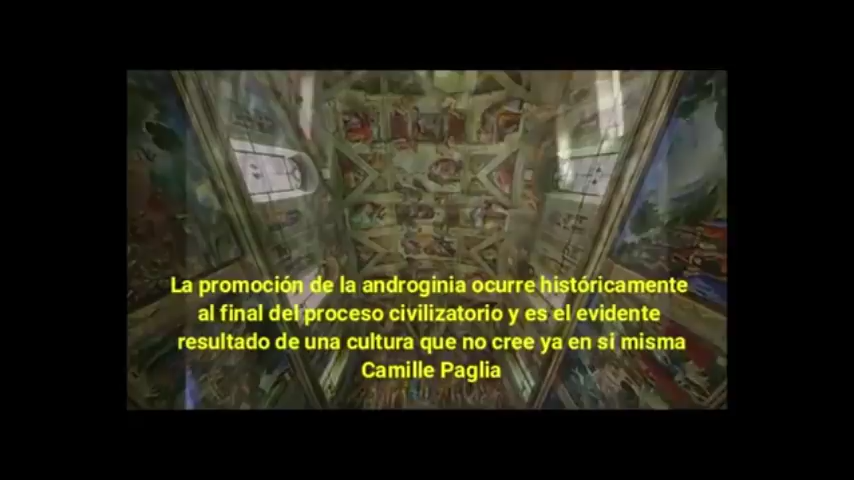 La promoción de la androginia ocurre históricamente
al final del proceso civilizatorio y es el evidente
resultado de una cultura que no cree ya en si misma
Camille Paglia